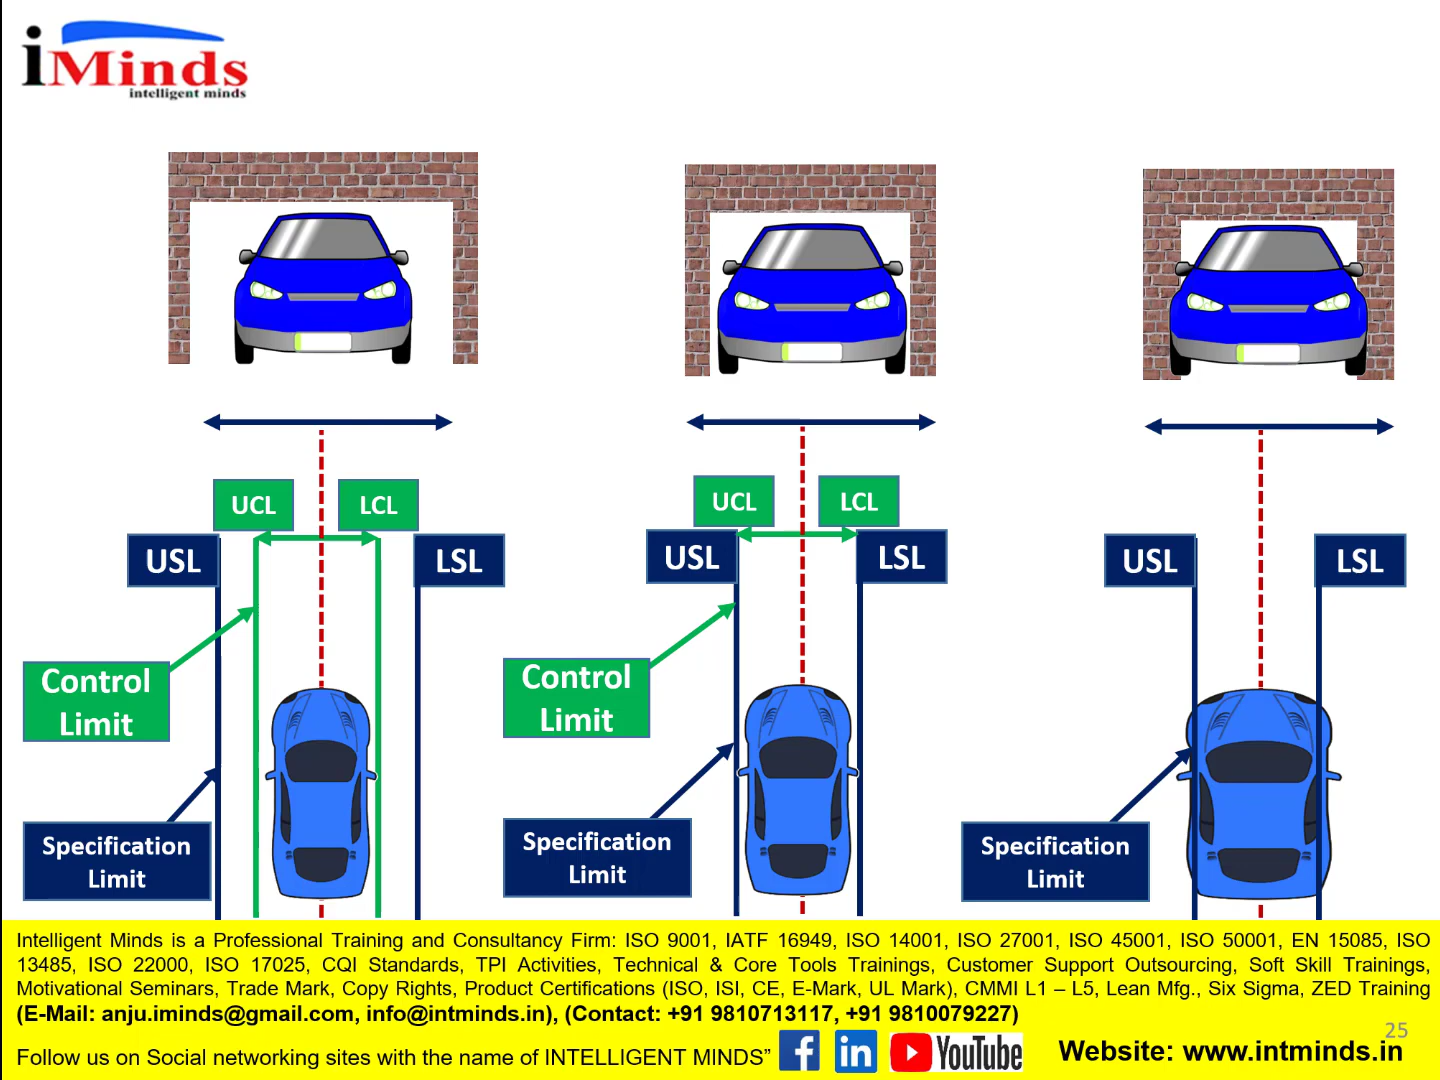 iMinds
intelligent minds
UCL LCL
USL LSL
Control
Limit
Specification
Limit
UCL LCL
USL LSL
Control
Limit
Specification
Limit
USL LSL
Specification
Limit
Intelligent Minds is a Professional Training and Consultancy Firm: ISO 9001, IATF 16949, ISO 14001, ISO 27001, ISO 45001, ISO 50001, EN 15085, ISO
13485, ISO 22000, ISO 17025, CQI Standards, TPI Activities, Technical & Core Tools Trainings, Customer Support Outsourcing, Soft Skill Trainings,
Motivational Seminars, Trade Mark, Copy Rights, Product Certifications (ISO, ISI, CE, E-Mark, UL Mark), CMMI L1 – L5, Lean Mfg., Six Sigma, ZED Training
(E-Mail: anju.iminds@gmail.com, info@intminds.in), (Contact: +91 9810713117, +91 9810079227)
25
Follow us on Social networking sites with the name of INTELLIGENT MINDS” f in YouTube Website: www.intminds.in